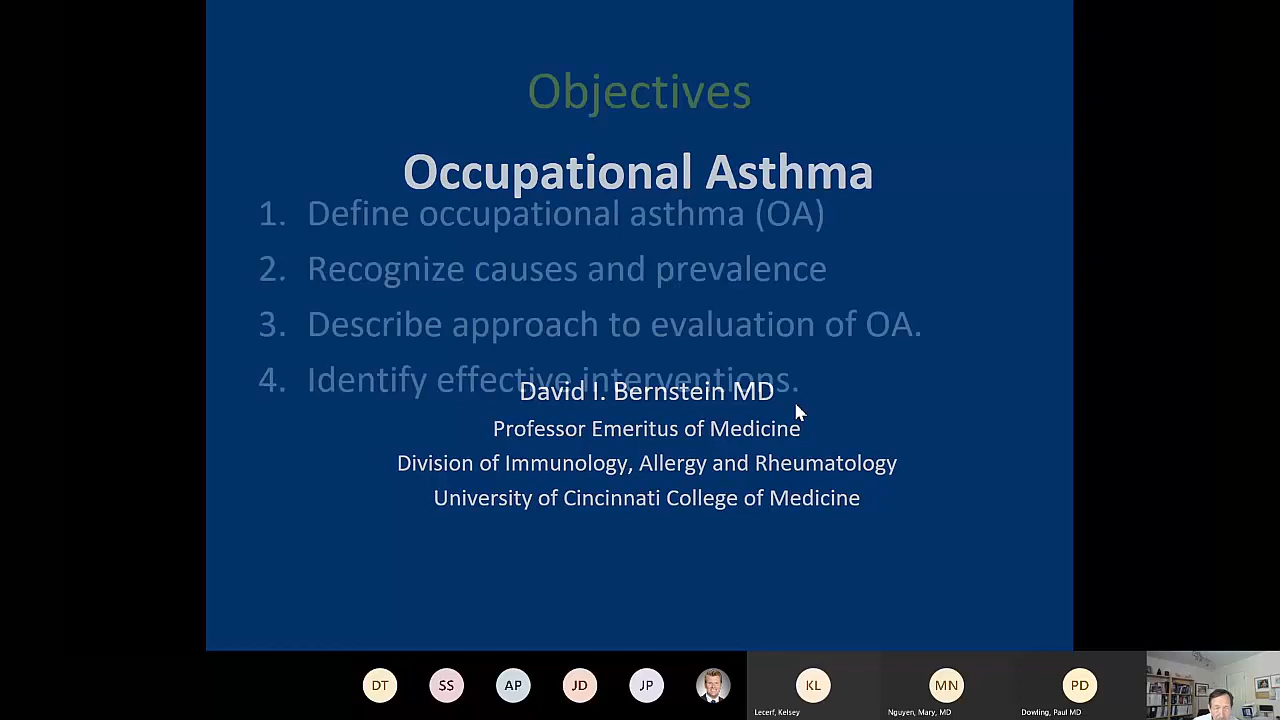 Objectives
Occupational Asthma
1. Define occupational asthma (OA)
2. Recognize causes and prevalence
3. Describe approach to evaluation of OA.
4. Identify effective interventions.
David I. Bernstein MD
Professor Emeritus of Medicine
Division of Immunology, Allergy and Rheumatology
University of Cincinnati College of Medicine
DT SS AP JD JP KL MN PD
Lecerf, Kelsey Nguyen, Mary, MD Dowling, Paul MD